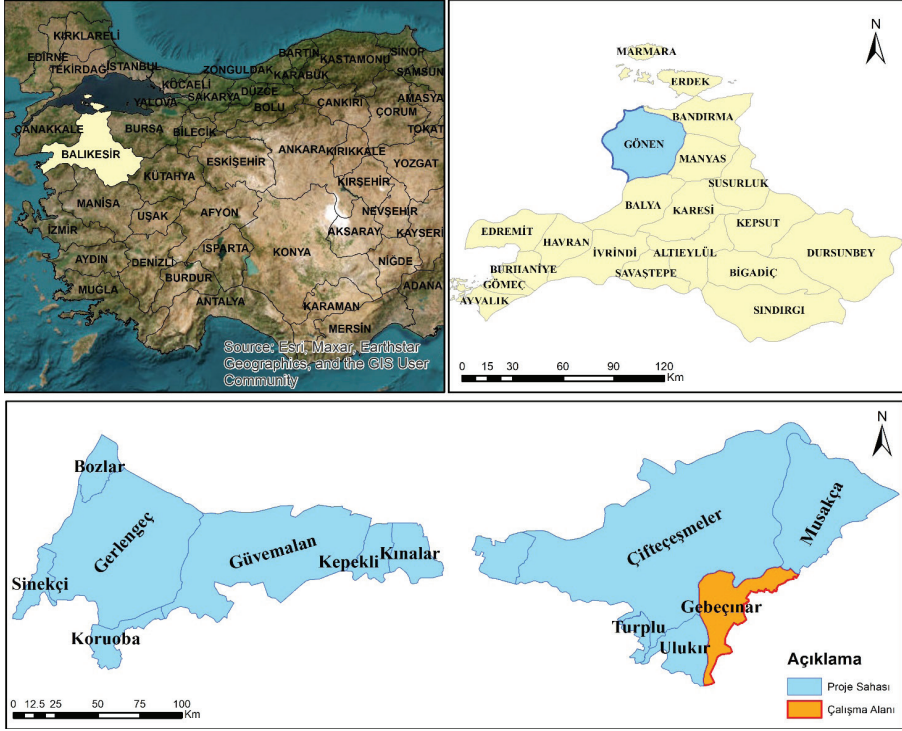 KIRKLARELİ
EDİRNE
TEKİRDAĞ
İSTANBUL
KOCAELİ
YALOVA
SAKARYA
ZONGULDAK
DÜZCE
BOLU
BARTIN
KARABÜK
KASTAMONU
SİNOP
SAMSUN
ÇANKIRI
AMASYA
ÇORUM
TOKAT
ÇANAKKALE
BURSA
BİLECİK
BALIKESİR
ESKİŞEHİR
ANKARA
KIRIKKALE
YOZGAT
KÜTAHYA
KIRŞEHİR
MANİSA
UŞAK
AFYON
NEVŞEHİR
AKSARAY
KAYSERİ
İZMİR
AYDIN
DENİZLİ
ISPARTA
KONYA
NİĞDE
BURDUR
MUĞLA
ANTALYA
KARAMAN
ADANA
MERSİN
Source: Esri, Maxar, Earthstar
Geographics, and the GIS User
Community
N
MARMARA
ERDEK
BANDIRMA
GÖNEN
MANYAS
SUSURLUK
BALYA
KARESİ
KEPSUT
EDREMİT
HAVRAN
İVRİNDİ
ALTIEYLÜL
DURSUNBEY
BURHANİYE
SAVAŞTEPE
BİGADİÇ
GÖMEÇ
AYVALIK
SINDIRGI
0 15 30 60 90 120
Km
N
Bozlar
Gerlengeç
Güvemalan
Kepekli
Kınalar
Sinekçi
Koruoba
Çifteçeşmeler
Musakça
Gebeçınar
Turplu
Ulukır
0 12.5 25 50 75 100
Km
Açıklama
Proje Sahası
Çalışma Alanı